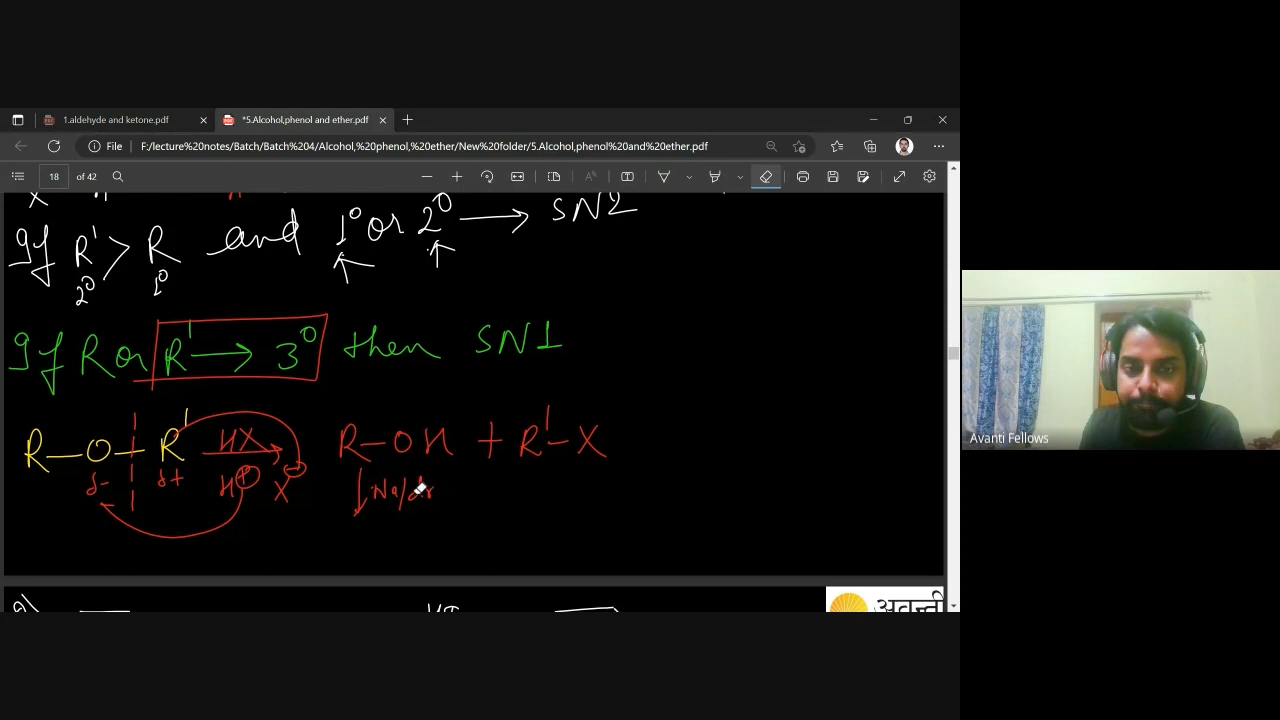 1.aldehyde and ketone.pdf
*5.Alcohol,phenol and ether.pdf
File
F:/lecture%20notes/Batch/Batch%204/Alcohol,%20phenol,%20ether/New%20folder/5.Alcohol,phenol%20and%20ether.pdf
18 of 42
If R' > R and 1° or 2° → SN2
2° 1°
If R or R' → 3° then SN1
R—O—R' HX → R—OH + R'—X
δ- δ+ H⊕ X⊖ ↓ Na/
अवन्ती
Avanti Fellows